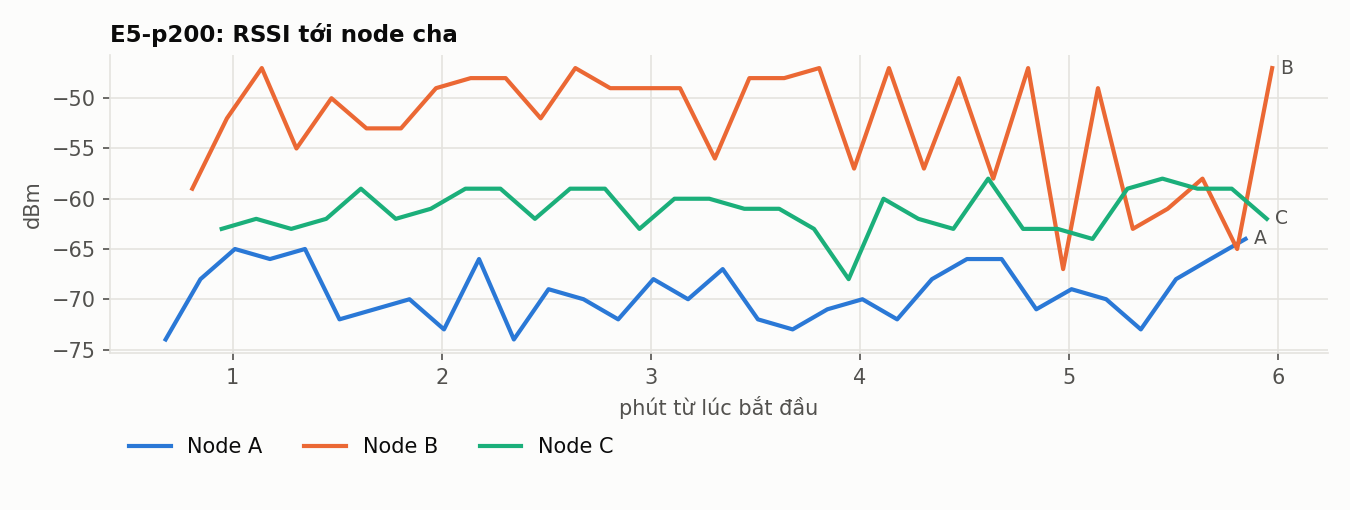 E5-p200: RSSI tới node cha
dBm
−50
−55
−60
−65
−70
−75
B
C
A
1 2 3 4 5 6
phút từ lúc bắt đầu
Node A Node B Node C